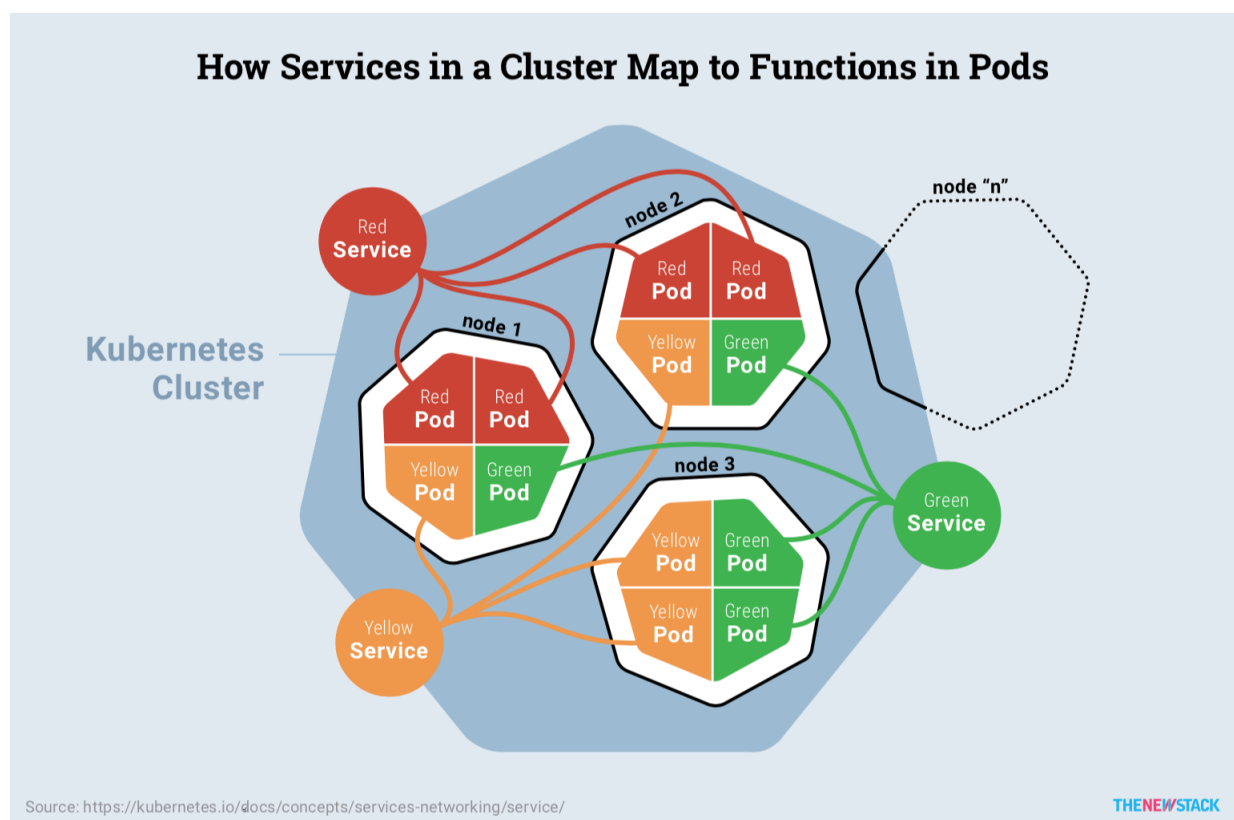 How Services in a Cluster Map to Functions in Pods
node “n”
node 2
Red
Service
Red
Pod
Red
Pod
node 1
Yellow
Pod
Green
Pod
Kubernetes
Cluster
Red
Pod
Red
Pod
Yellow
Pod
Green
Pod
node 3
Green
Service
Yellow
Pod
Green
Pod
Yellow
Pod
Green
Pod
Yellow
Service
Source: https://kubernetes.io/docs/concepts/services-networking/service/
THENEWSTACK